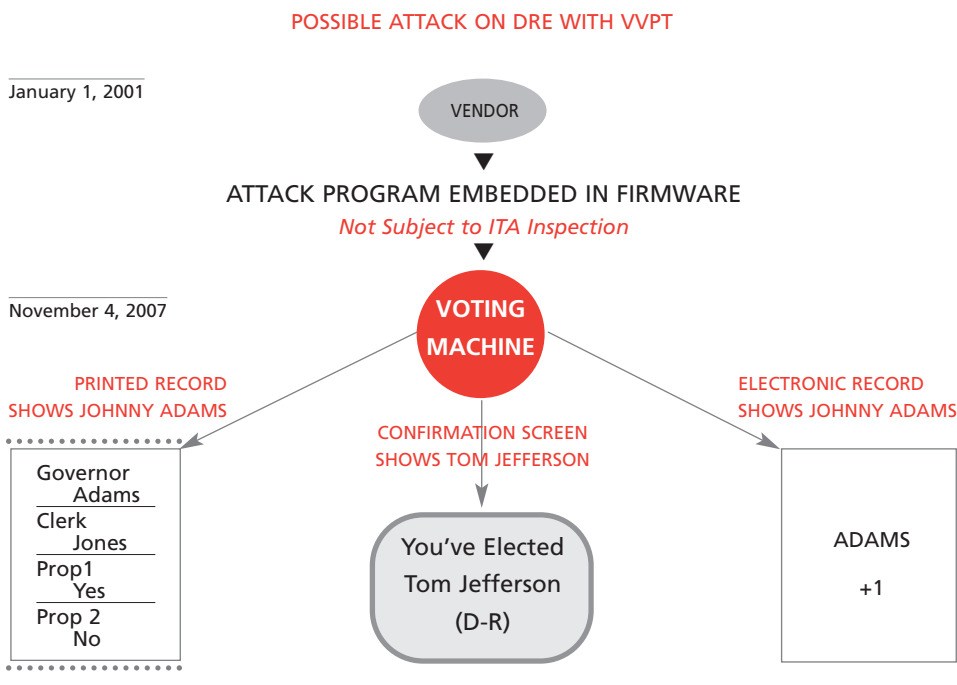 POSSIBLE ATTACK ON DRE WITH VVPT
January 1, 2001
VENDOR
ATTACK PROGRAM EMBEDDED IN FIRMWARE
Not Subject to ITA Inspection
November 4, 2007
VOTING
MACHINE
PRINTED RECORD
SHOWS JOHNNY ADAMS
CONFIRMATION SCREEN
SHOWS TOM JEFFERSON
ELECTRONIC RECORD
SHOWS JOHNNY ADAMS
Governor
Adams
Clerk
Jones
Prop1
Yes
Prop 2
No
You've Elected
Tom Jefferson
(D-R)
ADAMS
+1